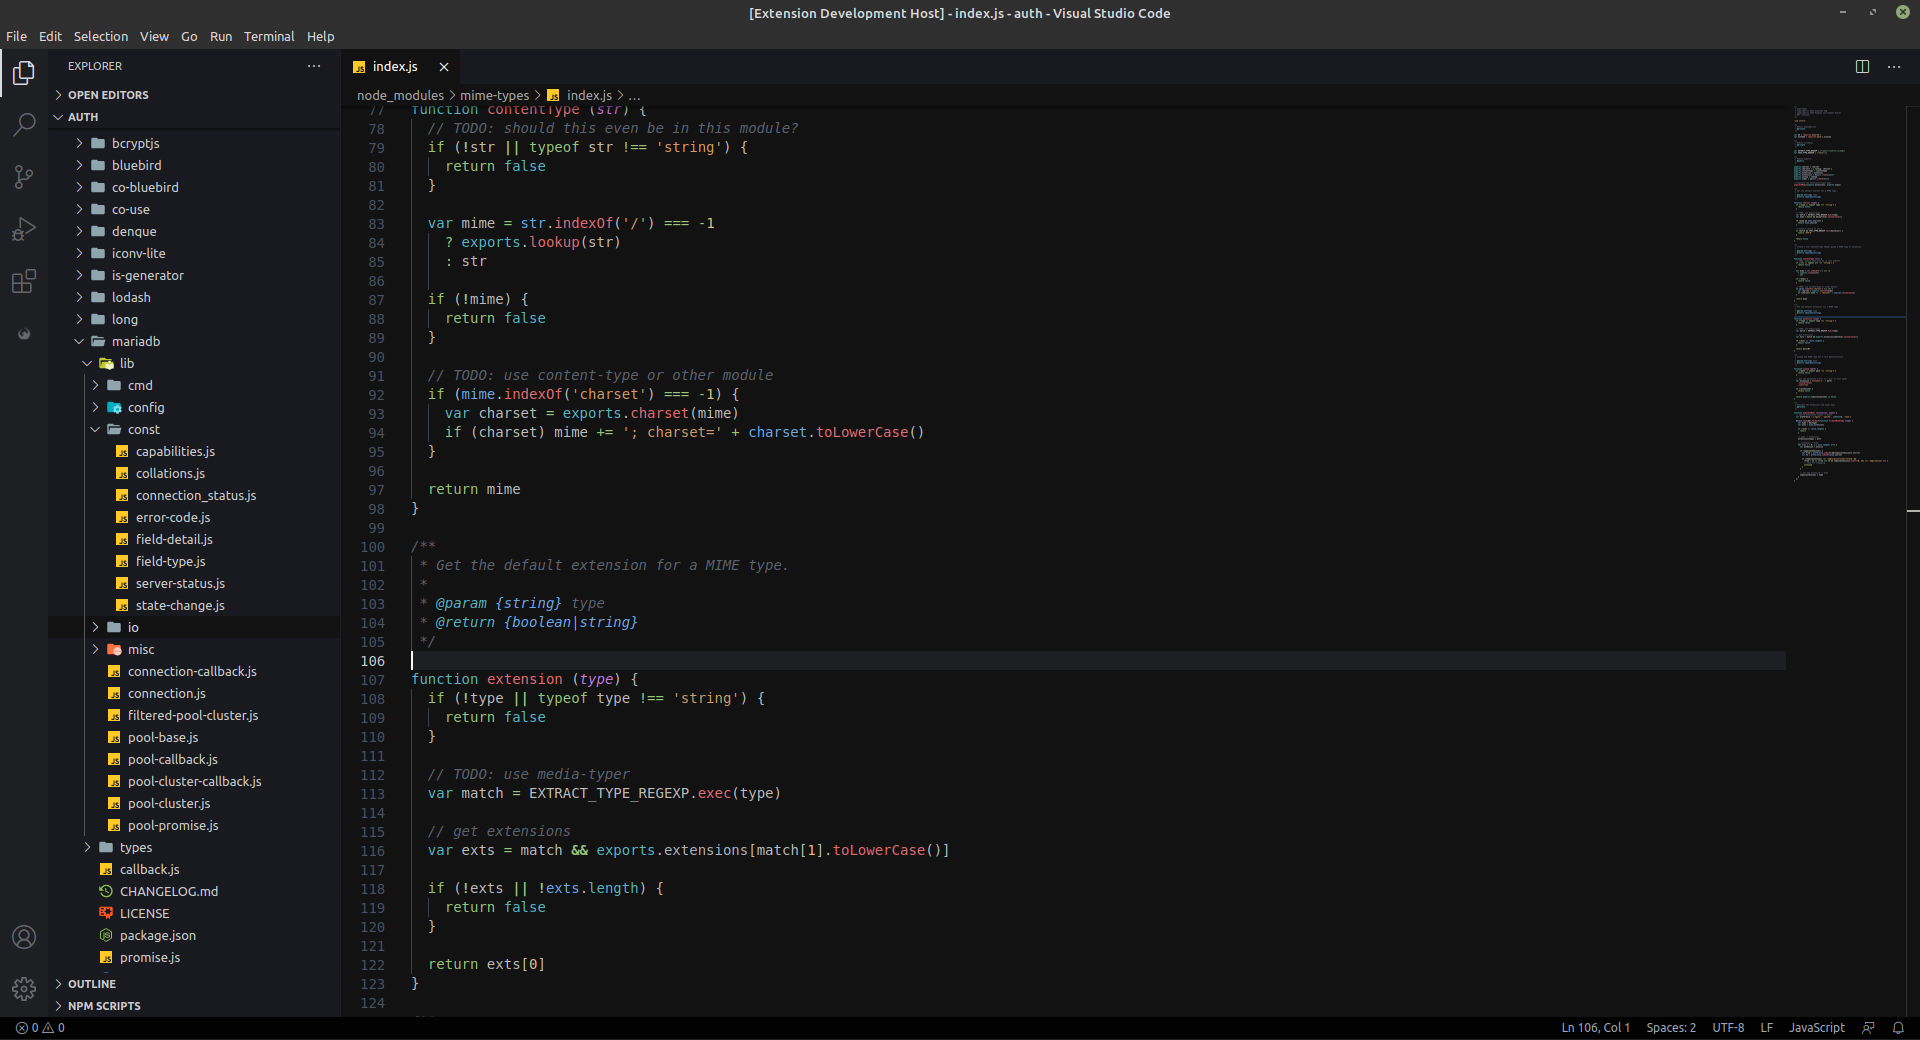 [Extension Development Host] - index.js - auth - Visual Studio Code
File Edit Selection View Go Run Terminal Help
EXPLORER
OPEN EDITORS
AUTH
bcryptjs
bluebird
co-bluebird
co-use
denque
iconv-lite
is-generator
lodash
long
mariadb
lib
cmd
config
const
capabilities.js
collations.js
connection_status.js
error-code.js
field-detail.js
field-type.js
server-status.js
state-change.js
io
misc
connection-callback.js
connection.js
filtered-pool-cluster.js
pool-base.js
pool-callback.js
pool-cluster-callback.js
pool-cluster.js
pool-promise.js
types
callback.js
CHANGELOG.md
LICENSE
package.json
promise.js
OUTLINE
NPM SCRIPTS
index.js
node_modules > mime-types > index.js > ...
77 function contentType (str) {
78   // TODO: should this even be in this module?
79   if (!str || typeof str !== 'string') {
80     return false
81   }
82
83   var mime = str.indexOf('/') === -1
84     ? exports.lookup(str)
85     : str
86
87   if (!mime) {
88     return false
89   }
90
91   // TODO: use content-type or other module
92   if (mime.indexOf('charset') === -1) {
93     var charset = exports.charset(mime)
94     if (charset) mime += '; charset=' + charset.toLowerCase()
95   }
96
97   return mime
98 }
99
100 /**
101  * Get the default extension for a MIME type.
102  *
103  * @param {string} type
104  * @return {boolean|string}
105  */
106
107 function extension (type) {
108   if (!type || typeof type !== 'string') {
109     return false
110   }
111
112   // TODO: use media-typer
113   var match = EXTRACT_TYPE_REGEXP.exec(type)
114
115   // get extensions
116   var exts = match && exports.extensions[match[1].toLowerCase()]
117
118   if (!exts || !exts.length) {
119     return false
120   }
121
122   return exts[0]
123 }
124
0 0
Ln 106, Col 1 Spaces: 2 UTF-8 LF JavaScript